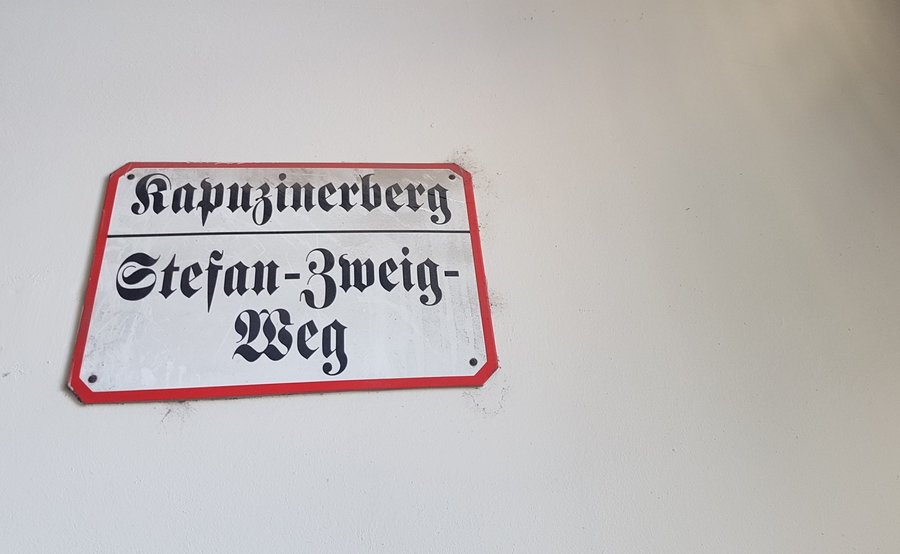 Kapuzinerberg
Stefan-Zweig-
Weg